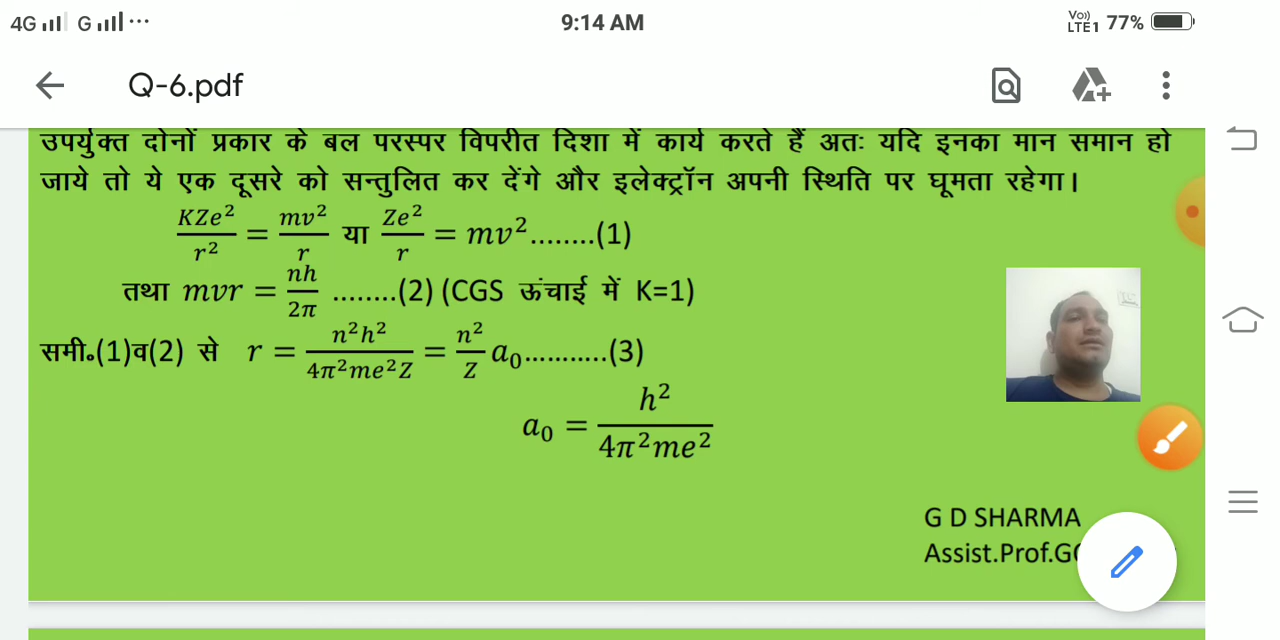 4G G ...
9:14 AM
Vo)) LTE1 77%
Q-6.pdf
उपर्युक्त दोनों प्रकार के बल परस्पर विपरीत दिशा में कार्य करते हैं अतः यदि इनका मान समान हो
जाये तो ये एक दूसरे को सन्तुलित कर देंगे और इलेक्ट्रॉन अपनी स्थिति पर घूमता रहेगा।
KZe²/r² = mv²/r या Ze²/r = mv²........(1)
तथा mvr = nh/2π ........(2) (CGS ऊंचाई में K=1)
समी॰(1)व(2) से r = n²h²/4π²me²Z = n²/Z a₀...........(3)
a₀ = h²/4π²me²
G D SHARMA
Assist.Prof.